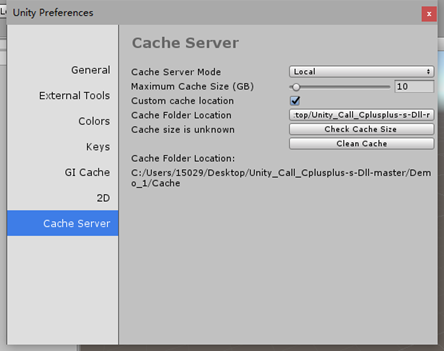 Unity Preferences
x
Cache Server
General
External Tools
Colors
Keys
GI Cache
2D
Cache Server
Cache Server Mode Local
Maximum Cache Size (GB) 10
Custom cache location
Cache Folder Location :top/Unity_Call_Cplusplus-s-Dll-r
Cache size is unknown Check Cache Size
Clean Cache
Cache Folder Location:
C:/Users/15029/Desktop/Unity_Call_Cplusplus-s-Dll-master/Dem
o_1/Cache